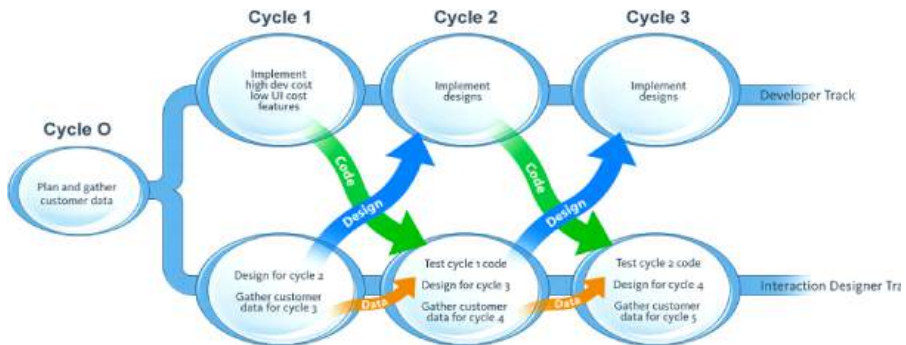 Cycle 1
Cycle 2
Cycle 3
Implement
high dev cost
low UI cost
features
Implement
designs
Implement
designs
Developer Track
Cycle O
Plan and gather
customer data
Code
Design
Code
Design
Design for cycle 2
Gather customer
data for cycle 3
Data
Test cycle 1 code
Design for cycle 3
Gather customer
data for cycle 4
Data
Test cycle 2 code
Design for cycle 4
Gather customer
data for cycle 5
Interaction Designer Tra